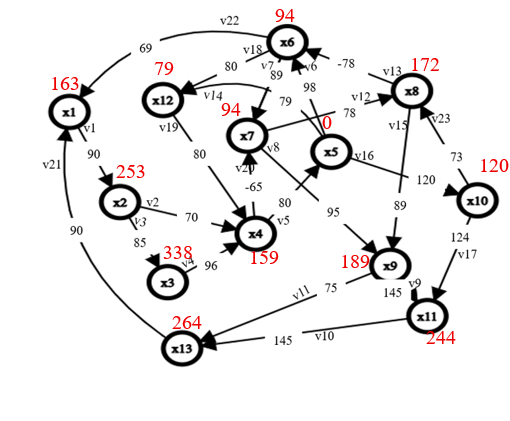 v22
94
x6
69
v18
80
v7
89
v6
98
-78
v13
172
x8
163
x1
v1
79
x12
v14
v19
94
x7
v8
v20
79
0
x5
78
v12
v15
v23
v16
120
73
120
x10
v21
90
253
x2
v2
70
v3
85
80
-65
80
v5
x4
159
95
89
124
v17
338
x3
v4
96
90
189
x9
145
v9
v11
75
x11
244
264
x13
145
v10